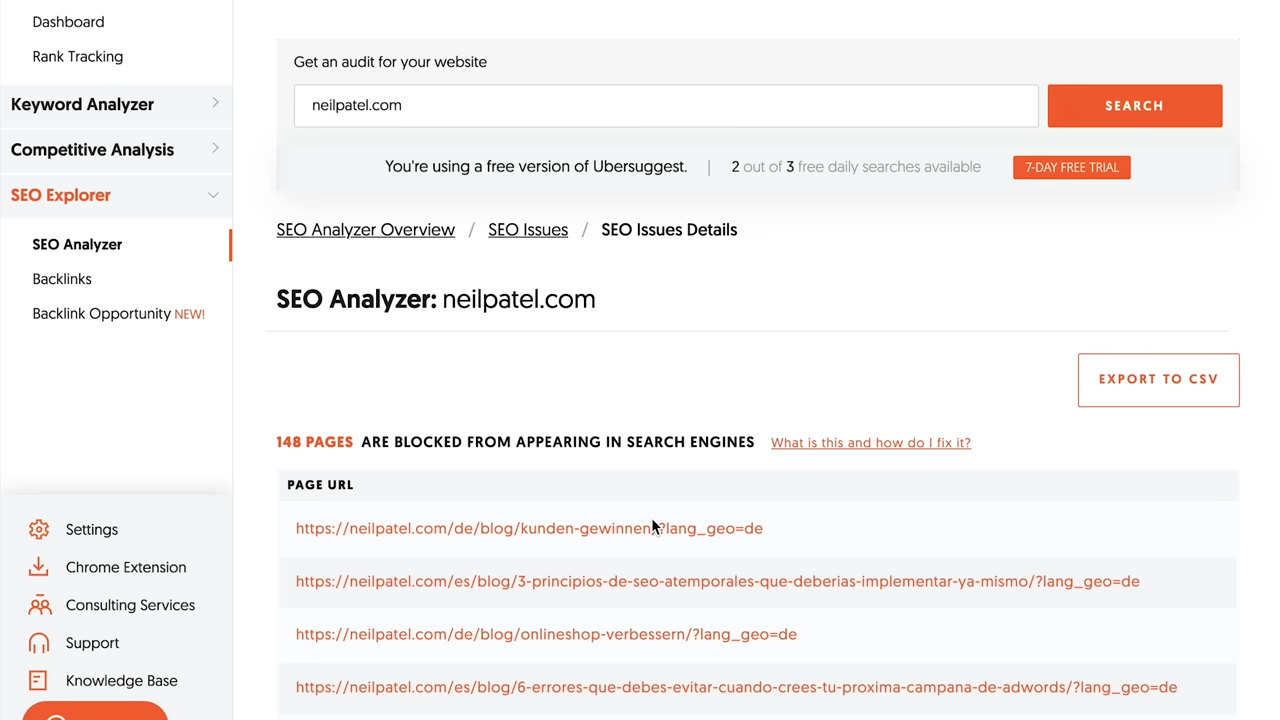 Dashboard
Rank Tracking
Keyword Analyzer
Competitive Analysis
SEO Explorer
SEO Analyzer
Backlinks
Backlink Opportunity NEW!
Settings
Chrome Extension
Consulting Services
Support
Knowledge Base
Get an audit for your website
neilpatel.com
SEARCH
You're using a free version of Ubersuggest. | 2 out of 3 free daily searches available
7-DAY FREE TRIAL
SEO Analyzer Overview / SEO Issues / SEO Issues Details
SEO Analyzer: neilpatel.com
EXPORT TO CSV
148 PAGES ARE BLOCKED FROM APPEARING IN SEARCH ENGINES What is this and how do I fix it?
PAGE URL
https://neilpatel.com/de/blog/kunden-gewinnen/?lang_geo=de
https://neilpatel.com/es/blog/3-principios-de-seo-atemporales-que-deberias-implementar-ya-mismo/?lang_geo=de
https://neilpatel.com/de/blog/onlineshop-verbessern/?lang_geo=de
https://neilpatel.com/es/blog/6-errores-que-debes-evitar-cuando-crees-tu-proxima-campana-de-adwords/?lang_geo=de